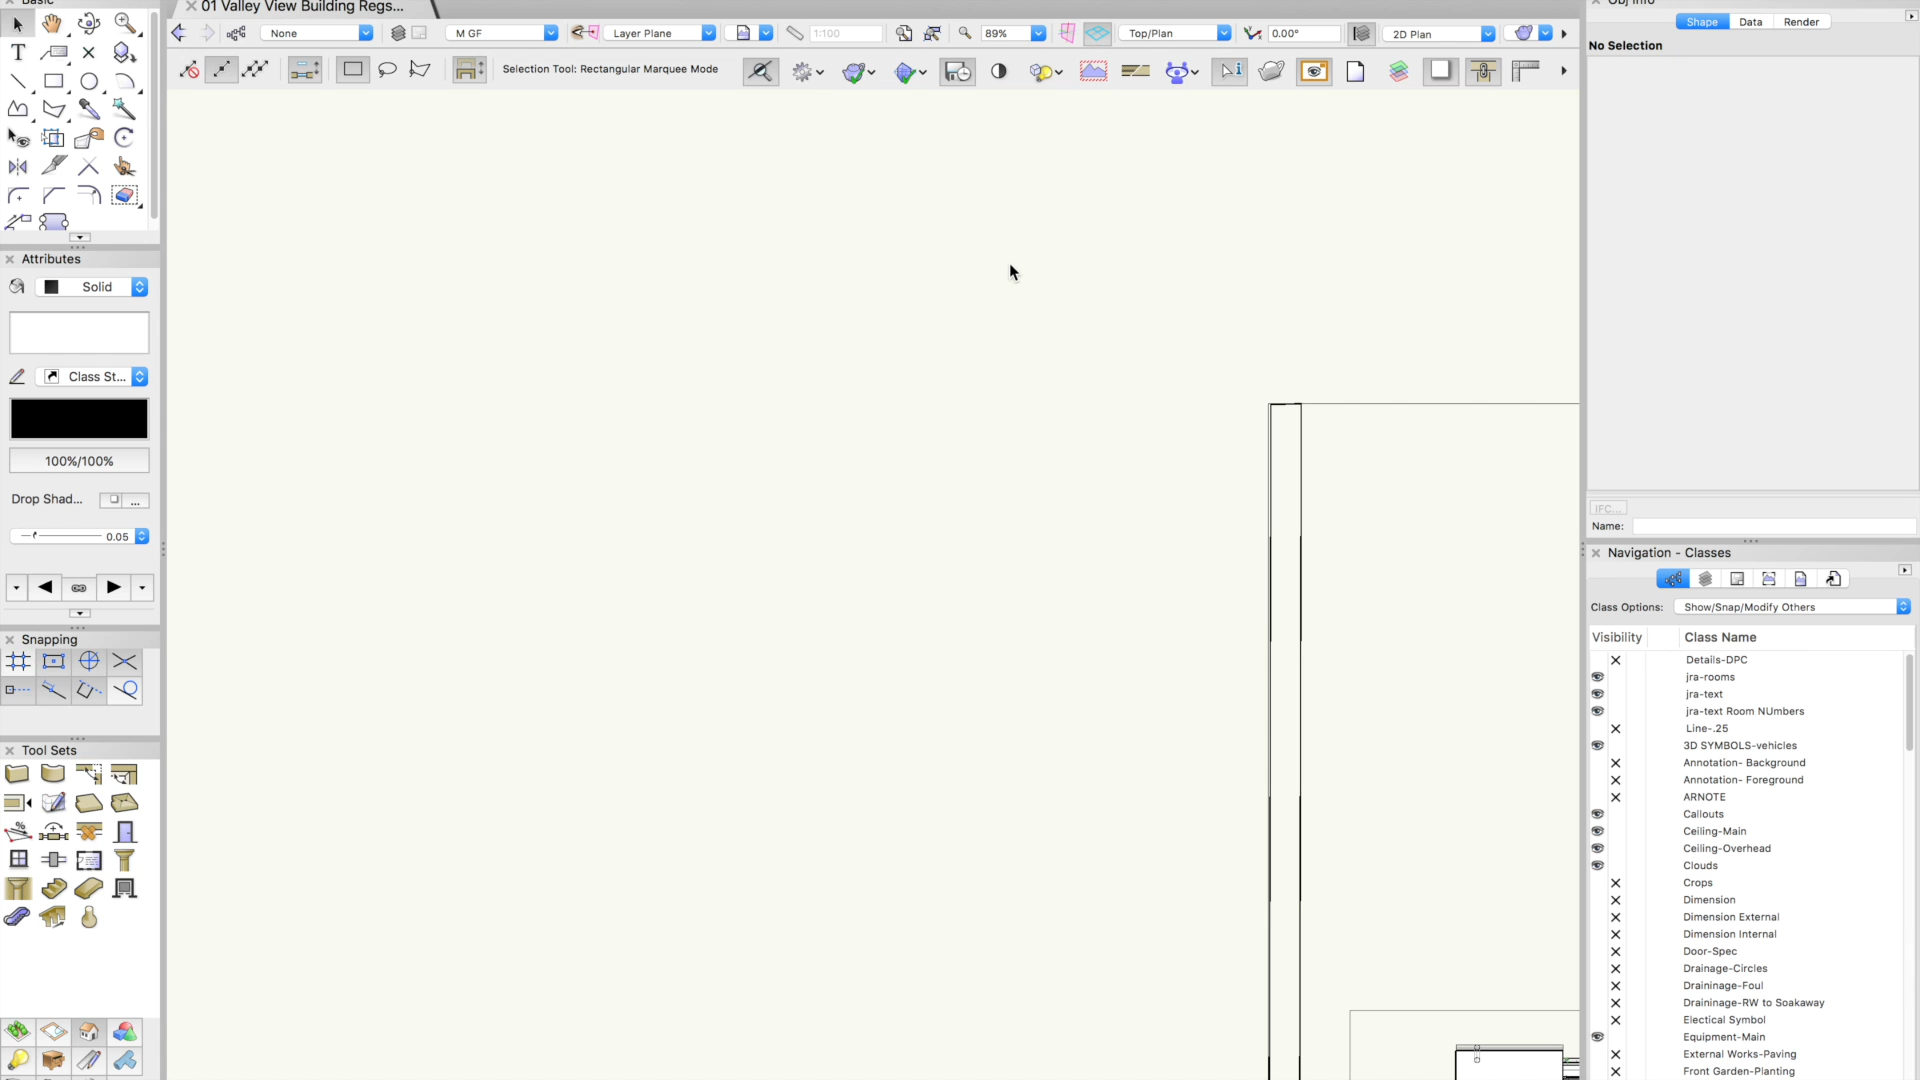 Basic
01 Valley View Building Regs...
Obj Info
None
M GF
Layer Plane
1:100
89%
Top/Plan
0.00°
2D Plan
Shape
Data
Render
No Selection
Selection Tool: Rectangular Marquee Mode
Attributes
Solid
Class St...
100%/100%
Drop Shad...
...
0.05
IFC...
Name:
Navigation - Classes
Class Options:
Show/Snap/Modify Others
Visibility
Class Name
Details-DPC
jra-rooms
jra-text
jra-text Room NUmbers
Line-.25
3D SYMBOLS-vehicles
Annotation- Background
Annotation- Foreground
ARNOTE
Callouts
Ceiling-Main
Ceiling-Overhead
Clouds
Crops
Dimension
Dimension External
Dimension Internal
Door-Spec
Drainage-Circles
Draininage-Foul
Draininage-RW to Soakaway
Electical Symbol
Equipment-Main
External Works-Paving
Front Garden-Planting
Snapping
Tool Sets